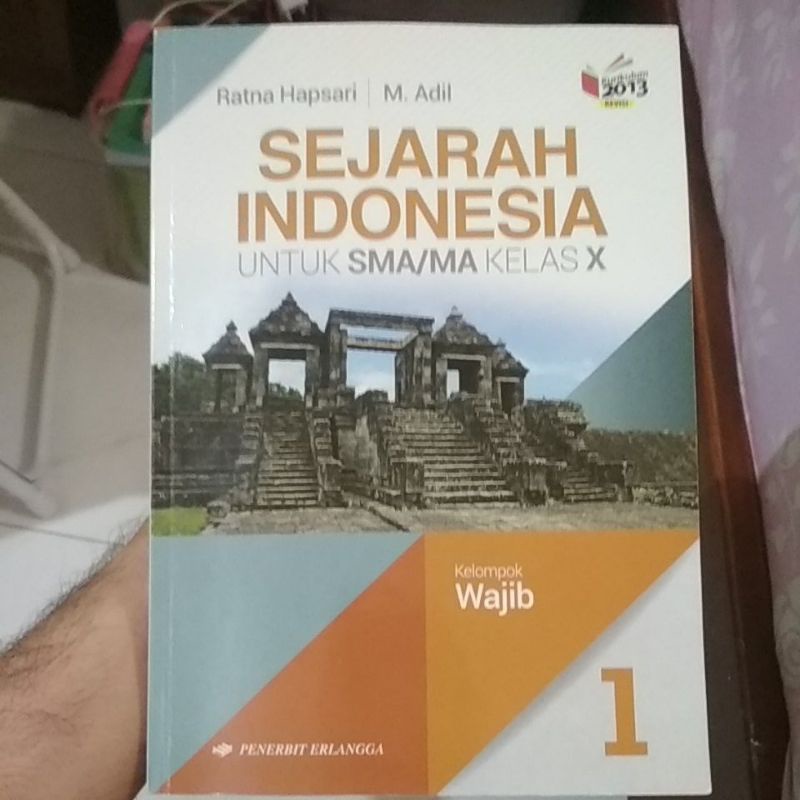 Ratna Hapsari | M. Adil
Kurikulum
2013
REVISI
SEJARAH
INDONESIA
UNTUK SMA/MA KELAS X
Kelompok
Wajib
1
PENERBIT ERLANGGA